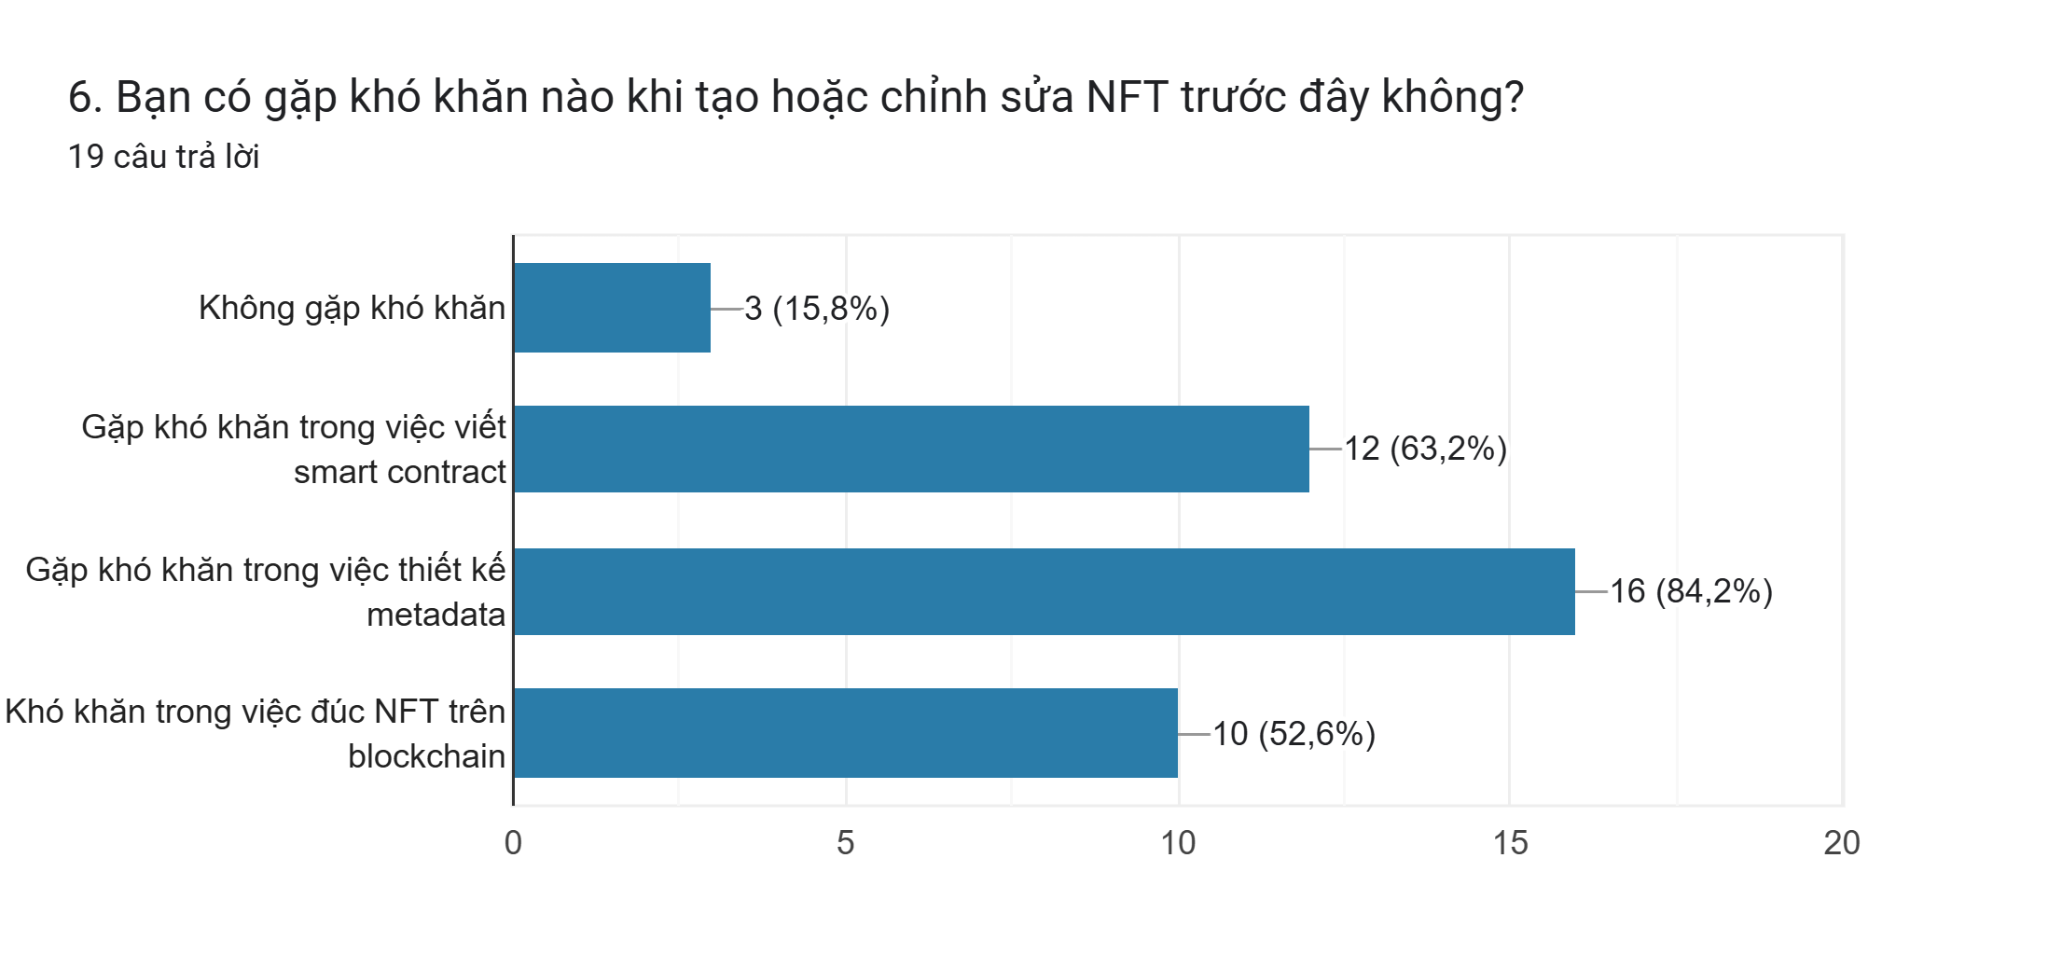 6. Bạn có gặp khó khăn nào khi tạo hoặc chỉnh sửa NFT trước đây không?
19 câu trả lời
Không gặp khó khăn
3 (15,8%)
Gặp khó khăn trong việc viết
smart contract
12 (63,2%)
Gặp khó khăn trong việc thiết kế
metadata
16 (84,2%)
Khó khăn trong việc đúc NFT trên
blockchain
10 (52,6%)
0 5 10 15 20